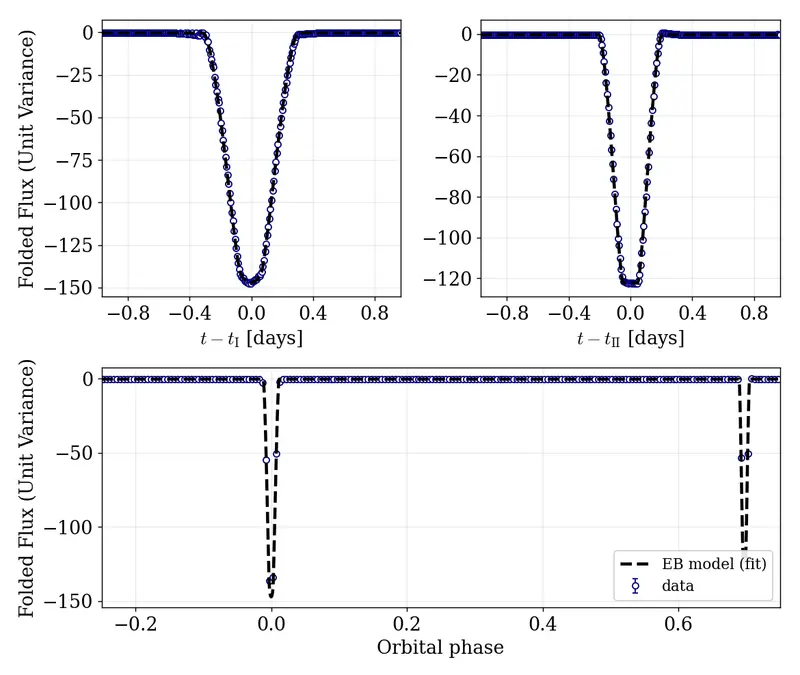 Folded Flux (Unit Variance)
0
−25
−50
−75
−100
−125
−150
−0.8 −0.4 0.0 0.4 0.8
t − tI [days]
0
−20
−40
−60
−80
−100
−120
−0.8 −0.4 0.0 0.4 0.8
t − tII [days]
Folded Flux (Unit Variance)
0
−50
−100
−150
−0.2 0.0 0.2 0.4 0.6
Orbital phase
EB model (fit)
data